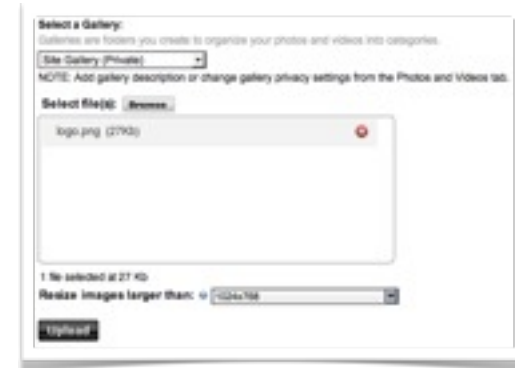 Select a Gallery:
Galleries are folders you create to organize your photos and videos into categories.
Site Gallery (Private)
NOTE: Add gallery description or change gallery privacy settings from the Photos and Videos tab.
Select file(s): Browse..
logo.png (27Kb)
1 file selected at 27 Kb
Resize images larger than: 1024x768
Upload